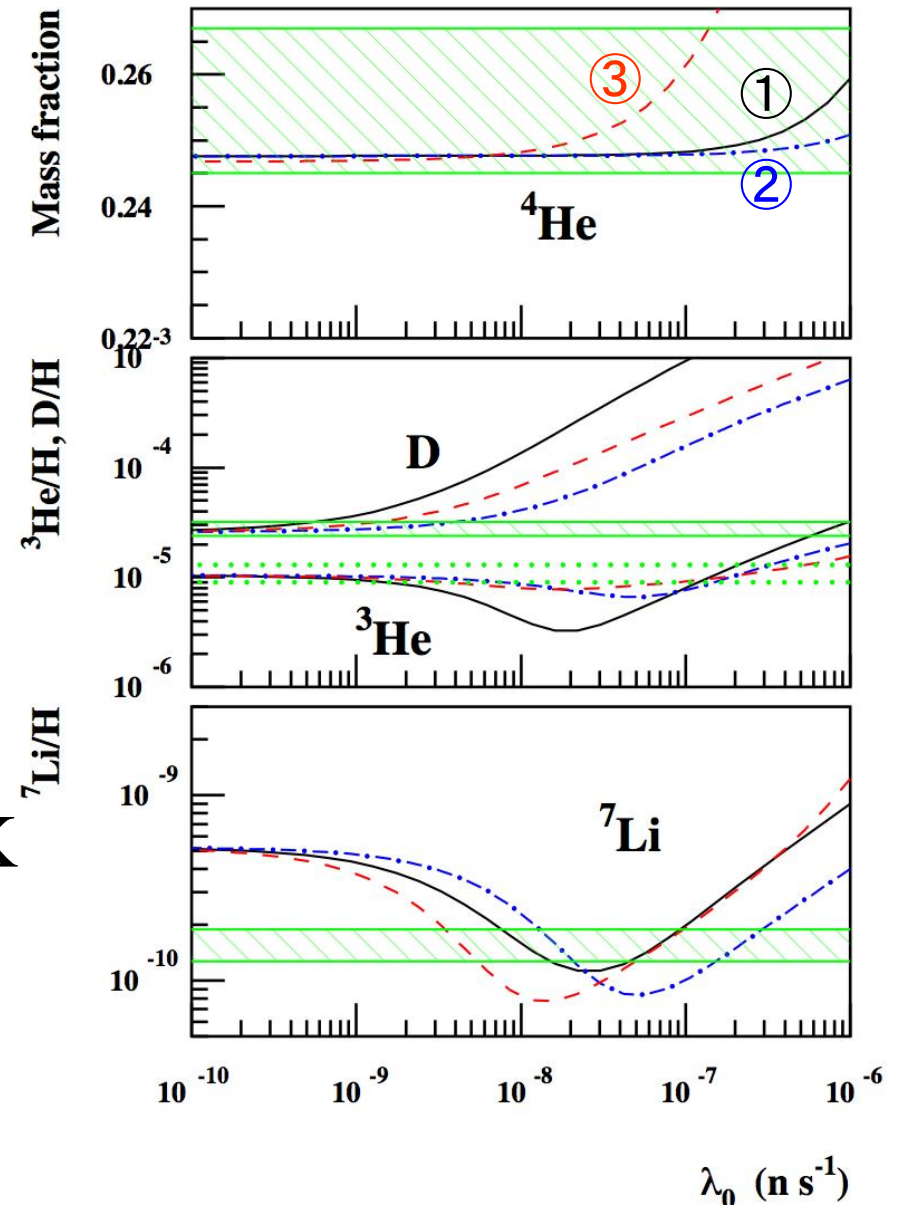 Mass fraction
0.26
0.24
0.22
③
①
②
⁴He
³He/H, D/H
10⁻³
10⁻⁴
10⁻⁵
10⁻⁶
D
³He
⁷Li/H
10⁻⁹
10⁻¹⁰
⁷Li
10⁻¹⁰ 10⁻⁹ 10⁻⁸ 10⁻⁷ 10⁻⁶
λ₀ (n s⁻¹)